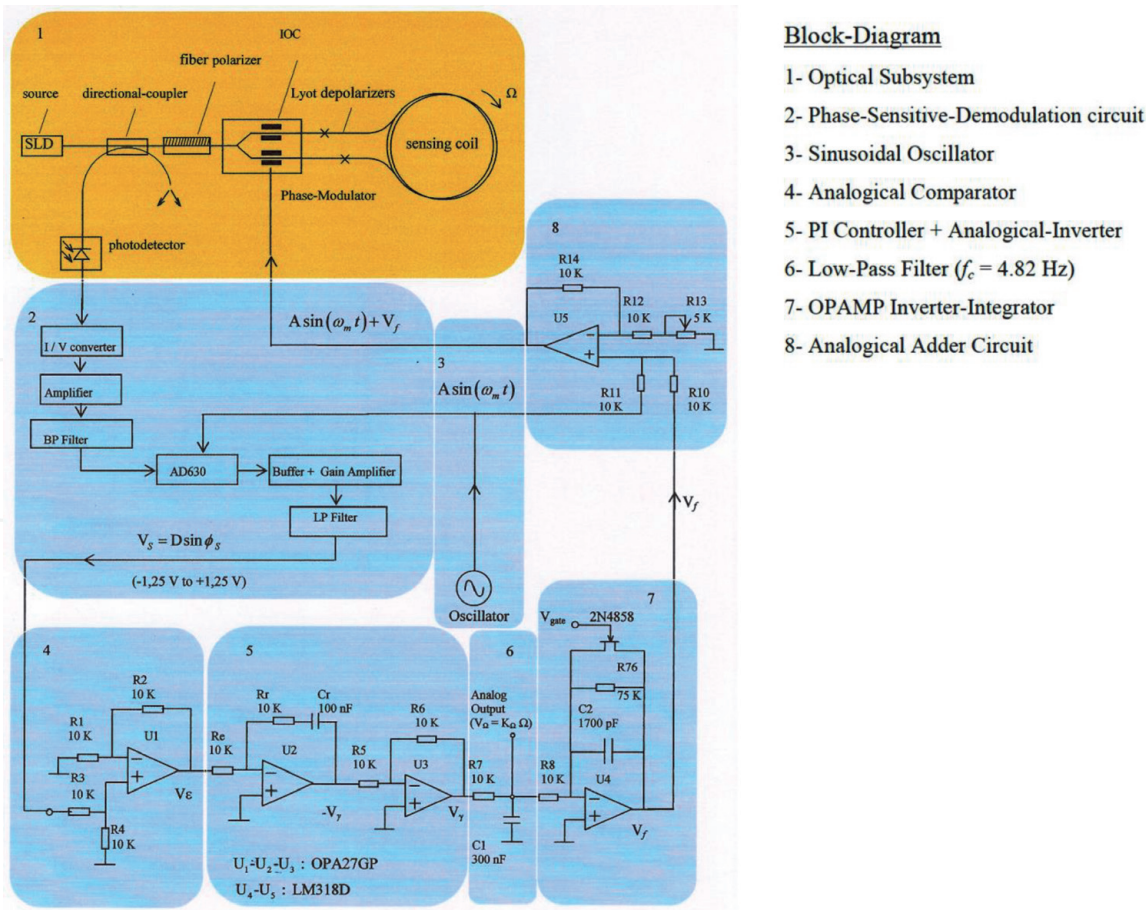 1
IOC
fiber polarizer
source
directional-coupler
Lyot depolarizers
Ω
SLD
sensing coil
Phase-Modulator
photodetector
8
R14
10 K
R12
10 K
R13
5 K
U5
−
+
R11
10 K
R10
10 K
2
A sin(ωm t) + Vf
I / V converter
3
A sin(ωm t)
Amplifier
BP Filter
AD630
Buffer + Gain Amplifier
LP Filter
VS = D sin ϕS
(-1,25 V to +1,25 V)
Vf
Oscillator
4
R2
10 K
R1
10 K
U1
−
+
R3
10 K
R4
10 K
Vε
5
Rr
10 K
Cr
100 nF
Re
10 K
U2
−
+
-Vγ
R5
10 K
R6
10 K
U3
−
+
Vγ
U1-U2-U3 : OPA27GP
U4-U5 : LM318D
6
Analog
Output
(VΩ = KΩ Ω)
R7
10 K
C1
300 nF
7
Vgate
2N4858
R76
75 K
C2
1700 pF
R8
10 K
U4
−
+
Vf
Block-Diagram
1- Optical Subsystem
2- Phase-Sensitive-Demodulation circuit
3- Sinusoidal Oscillator
4- Analogical Comparator
5- PI Controller + Analogical-Inverter
6- Low-Pass Filter (fc = 4.82 Hz)
7- OPAMP Inverter-Integrator
8- Analogical Adder Circuit